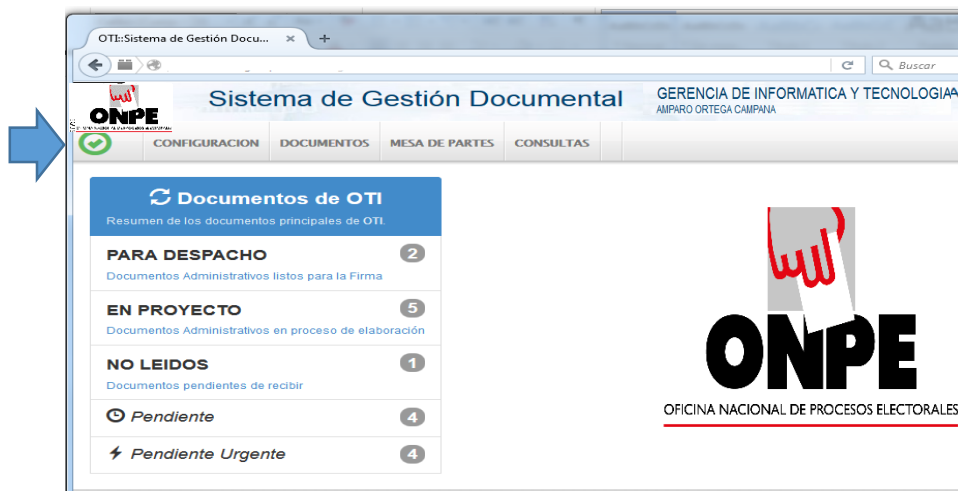 OTI::Sistema de Gestión Docu...
Buscar
ONPE
Sistema de Gestión Documental
GERENCIA DE INFORMATICA Y TECNOLOGIA
AMPARO ORTEGA CAMPANA
CONFIGURACION DOCUMENTOS MESA DE PARTES CONSULTAS
Documentos de OTI
Resumen de los documentos principales de OTI.
PARA DESPACHO 2
Documentos Administrativos listos para la Firma
EN PROYECTO 5
Documentos Administrativos en proceso de elaboración
NO LEIDOS 1
Documentos pendientes de recibir
Pendiente 4
Pendiente Urgente 4
ONPE
OFICINA NACIONAL DE PROCESOS ELECTORALES